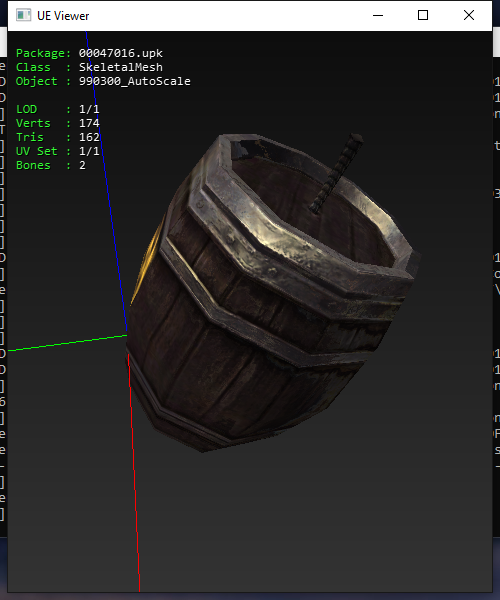 UE Viewer
Package: 00047016.upk
Class  : SkeletalMesh
Object : 990300_AutoScale
LOD    : 1/1
Verts  : 174
Tris   : 162
UV Set : 1/1
Bones  : 2